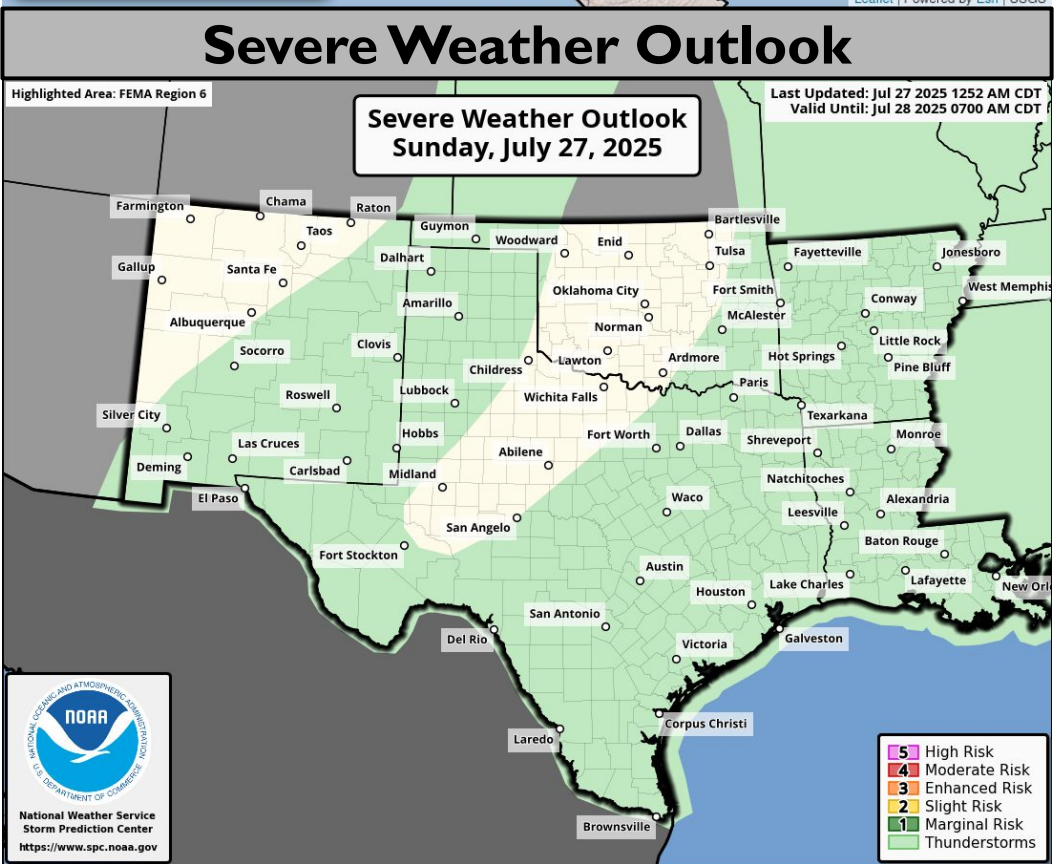 Leaflet | Powered by Esri | USGS
Severe Weather Outlook
Highlighted Area: FEMA Region 6
Severe Weather Outlook
Sunday, July 27, 2025
Last Updated: Jul 27 2025 1252 AM CDT
Valid Until: Jul 28 2025 0700 AM CDT
Farmington
Chama
Raton
Taos
Guymon
Bartlesville
Woodward
Enid
Tulsa
Fayetteville
Jonesboro
Gallup
Santa Fe
Dalhart
Oklahoma City
Fort Smith
West Memphis
Albuquerque
Amarillo
Norman
McAlester
Conway
Socorro
Clovis
Childress
Lawton
Ardmore
Hot Springs
Little Rock
Pine Bluff
Roswell
Lubbock
Wichita Falls
Paris
Silver City
Texarkana
Las Cruces
Hobbs
Fort Worth
Dallas
Shreveport
Monroe
Deming
Carlsbad
Midland
Abilene
Natchitoches
El Paso
Waco
Leesville
Alexandria
San Angelo
Baton Rouge
Fort Stockton
Austin
Houston
Lake Charles
Lafayette
New Orl
San Antonio
Del Rio
Victoria
Galveston
Laredo
Corpus Christi
Brownsville
NATIONAL OCEANIC AND ATMOSPHERIC ADMINISTRATION
NOAA
U.S. DEPARTMENT OF COMMERCE
National Weather Service
Storm Prediction Center
https://www.spc.noaa.gov
5 High Risk
4 Moderate Risk
3 Enhanced Risk
2 Slight Risk
1 Marginal Risk
Thunderstorms